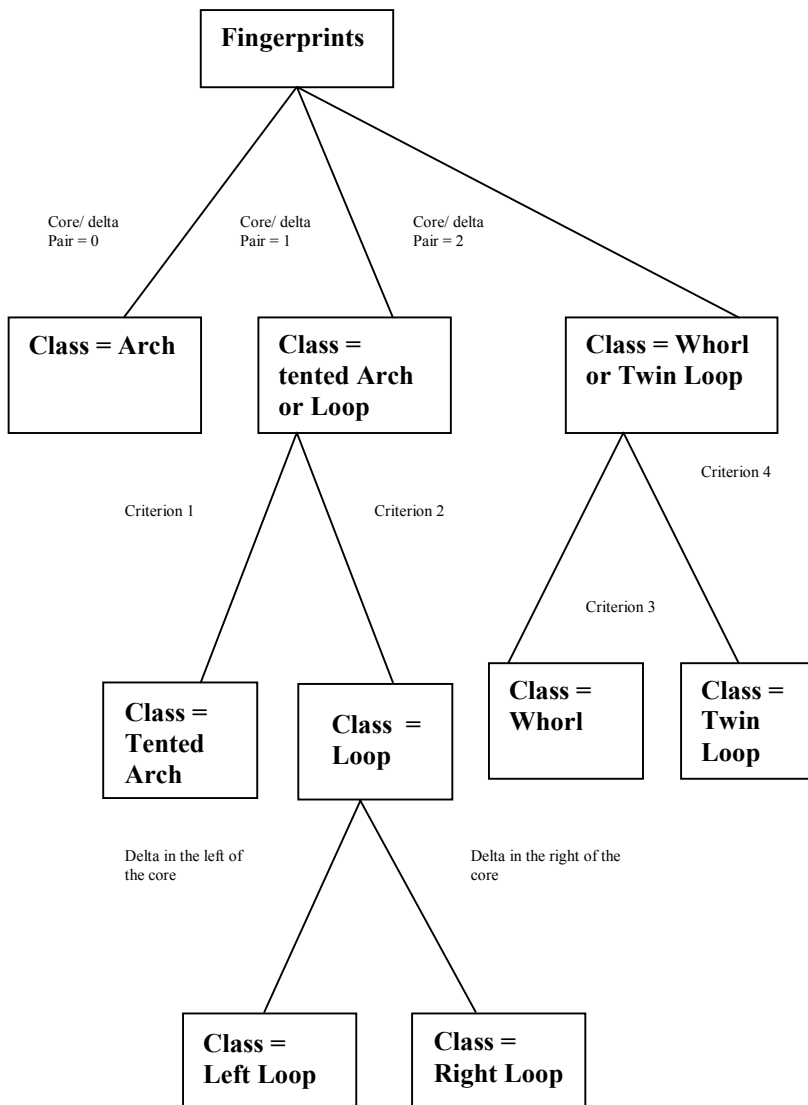 Fingerprints
Core/ delta
Pair = 0
Core/ delta
Pair = 1
Core/ delta
Pair = 2
Class = Arch
Class =
tented Arch
or Loop
Class = Whorl
or Twin Loop
Criterion 1
Criterion 2
Criterion 4
Criterion 3
Class =
Tented
Arch
Class =
Loop
Class =
Whorl
Class =
Twin
Loop
Delta in the left of
the core
Delta in the right of the
core
Class =
Left Loop
Class =
Right Loop